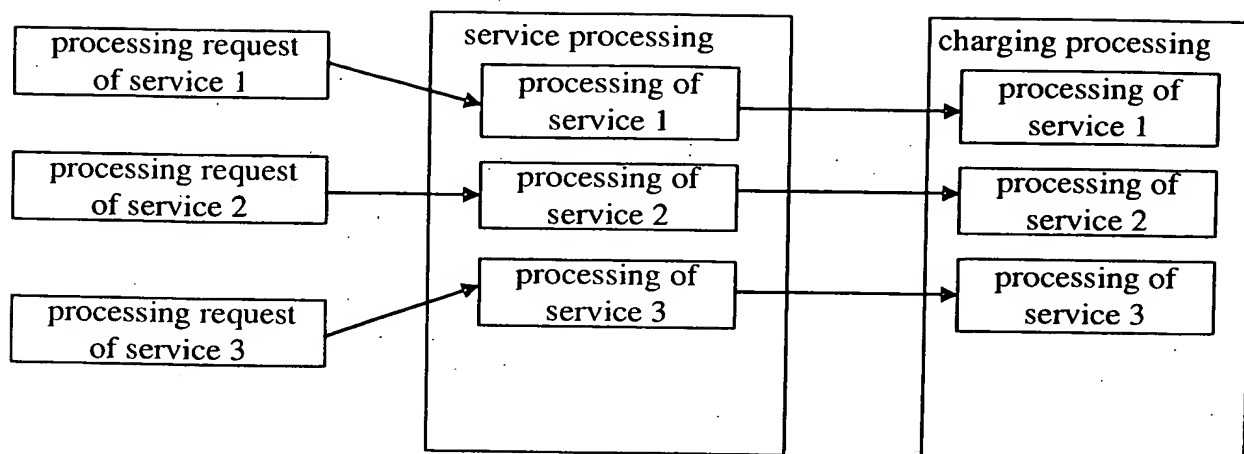 processing request
of service 1
processing request
of service 2
processing request
of service 3
service processing
processing of
service 1
processing of
service 2
processing of
service 3
charging processing
processing of
service 1
processing of
service 2
processing of
service 3